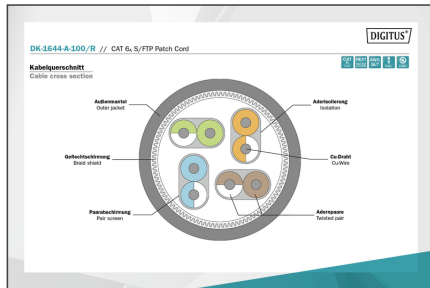 DIGITUS®
DK-1644-A-100/R // CAT 6A S/FTP Patch Cord
Kabelquerschnitt
Cable cross section
Außenmantel
Outer jacket
Aderisolierung
Isolation
Geflechtschirmung
Braid shield
Cu-Draht
Cu-Wire
Paarabschirmung
Pair screen
Adernpaare
Twisted pair